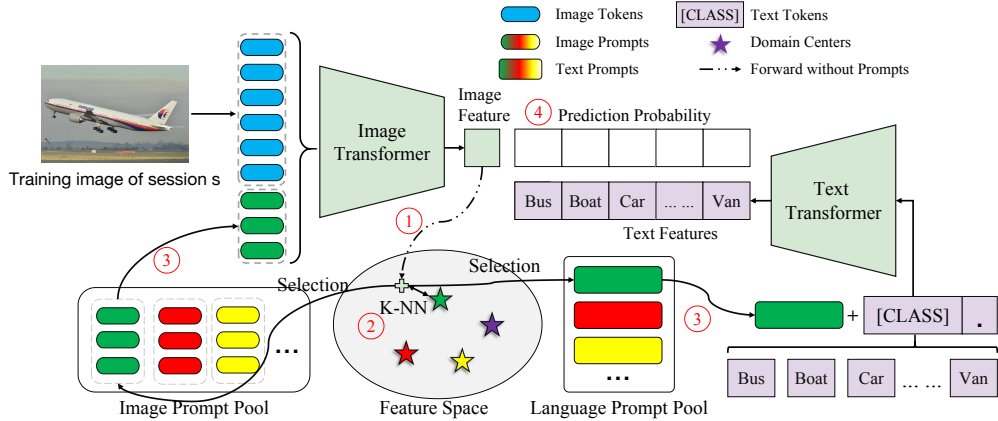 Image Tokens
[CLASS] Text Tokens
Image Prompts
Domain Centers
Text Prompts
Forward without Prompts
Training image of session s
Image
Transformer
Image
Feature
④ Prediction Probability
Bus Boat Car ... ... Van
Text Features
Text
Transformer
①
③
Selection
Selection
K-NN
②
③
+ [CLASS] .
...
...
Bus Boat Car ... ... Van
Image Prompt Pool
Feature Space
Language Prompt Pool